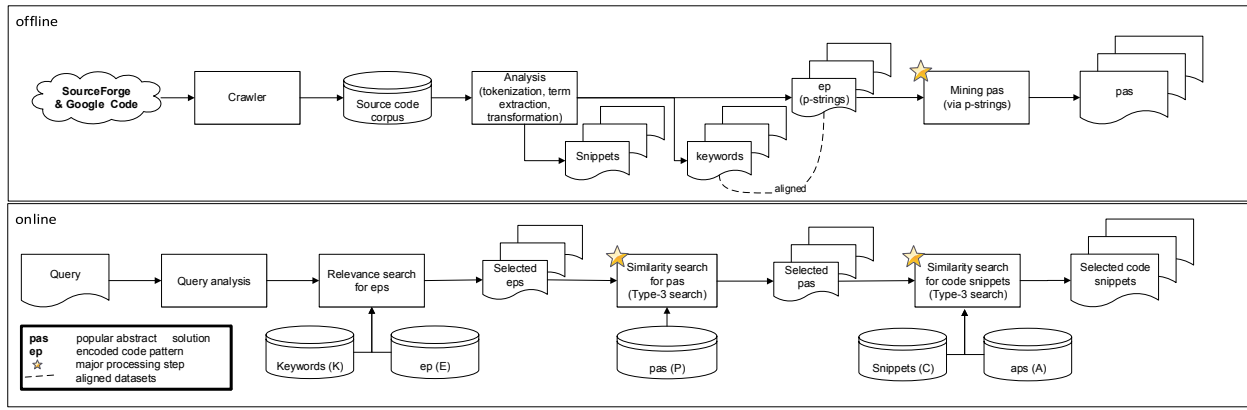 offline
SourceForge
& Google Code
Crawler
Source code
corpus
Analysis
(tokenization, term
extraction,
transformation)
Snippets
keywords
ep
(p-strings)
aligned
Mining pas
(via p-strings)
pas
online
Query
Query analysis
Relevance search
for eps
Keywords (K)
ep (E)
Selected
eps
Similarity search
for pas
(Type-3 search)
pas (P)
Selected
pas
Similarity search
for code snippets
(Type-3 search)
Snippets (C)
aps (A)
Selected code
snippets
pas popular abstract solution
ep encoded code pattern
major processing step
aligned datasets